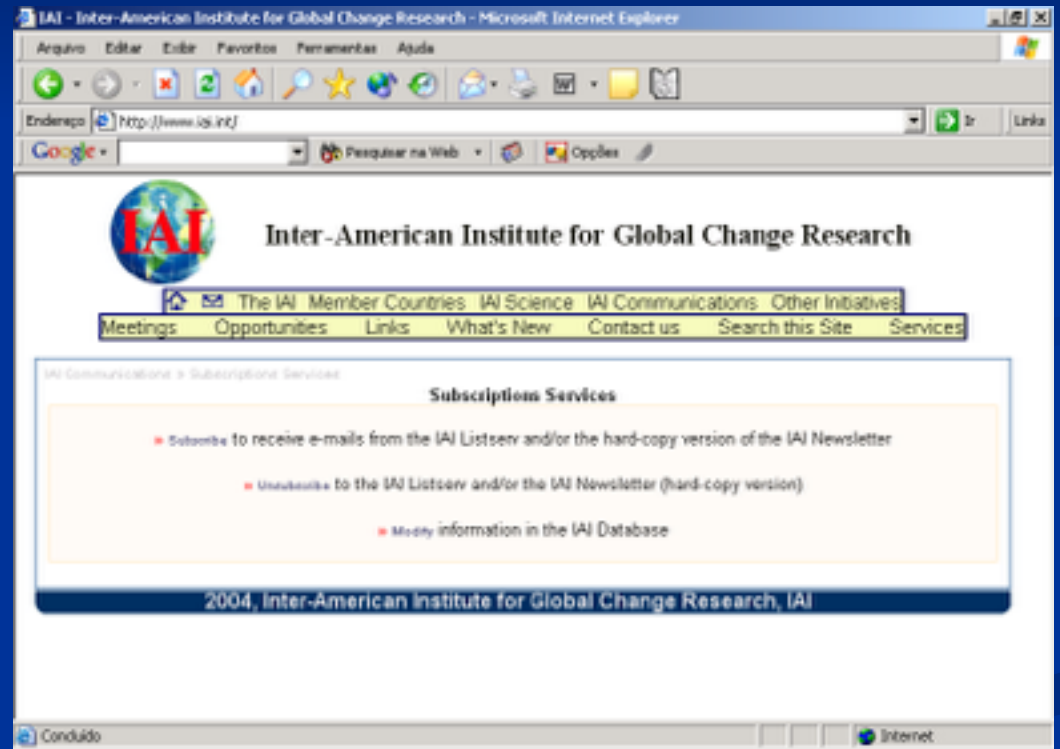 IAI - Inter-American Institute for Global Change Research - Microsoft Internet Explorer
Arquivo Editar Exibir Favoritos Ferramentas Ajuda
Endereço http://www.iai.int/ Ir Links
Google Pesquisar na Web Opções
IAI Inter-American Institute for Global Change Research
The IAI Member Countries IAI Science IAI Communications Other Initiatives
Meetings Opportunities Links What's New Contact us Search this Site Services
IAI Communications » Subscriptions Services
Subscriptions Services
» Subscribe to receive e-mails from the IAI Listserv and/or the hard-copy version of the IAI Newsletter
» Unsubscribe to the IAI Listserv and/or the IAI Newsletter (hard-copy version)
» Modify information in the IAI Database
2004, Inter-American Institute for Global Change Research, IAI
Concluído Internet